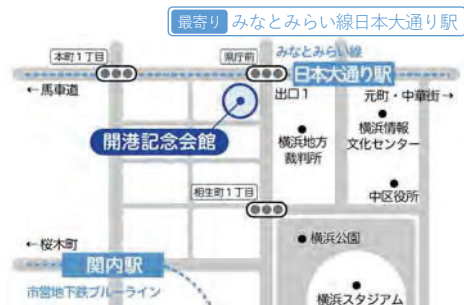 最寄り みなとみらい線日本大通り駅
本町1丁目
県庁前
みなとみらい線
日本大通り駅
←馬車道
出口1
元町・中華街→
開港記念会館
横浜地方
裁判所
横浜情報
文化センター
相生町1丁目
中区役所
←桜木町
横浜公園
関内駅
市営地下鉄ブルーライン
横浜スタジアム